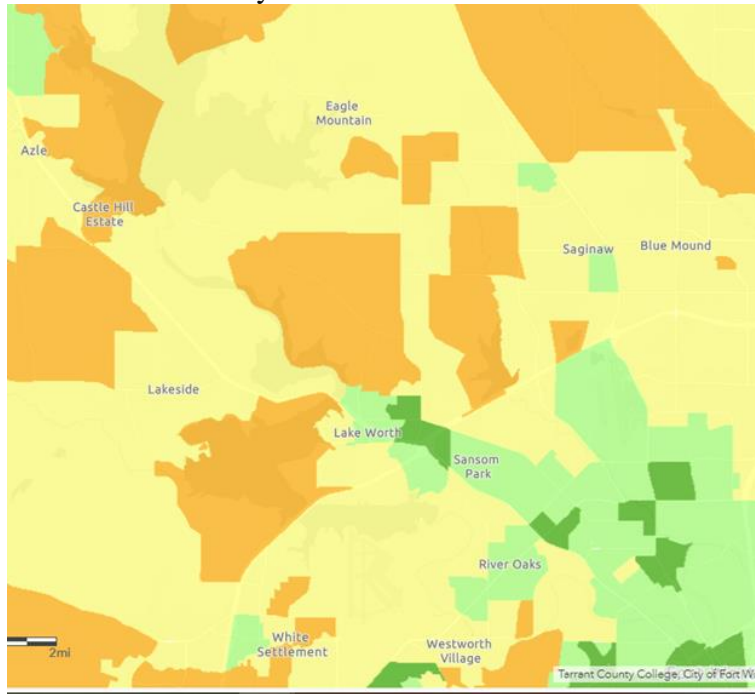 Eagle
Mountain
Azle
Castle Hill
Estate
Saginaw
Blue Mound
Lakeside
Lake Worth
Sansom
Park
River Oaks
White
Settlement
Westworth
Village
2mi
Tarrant County College, City of Fort W